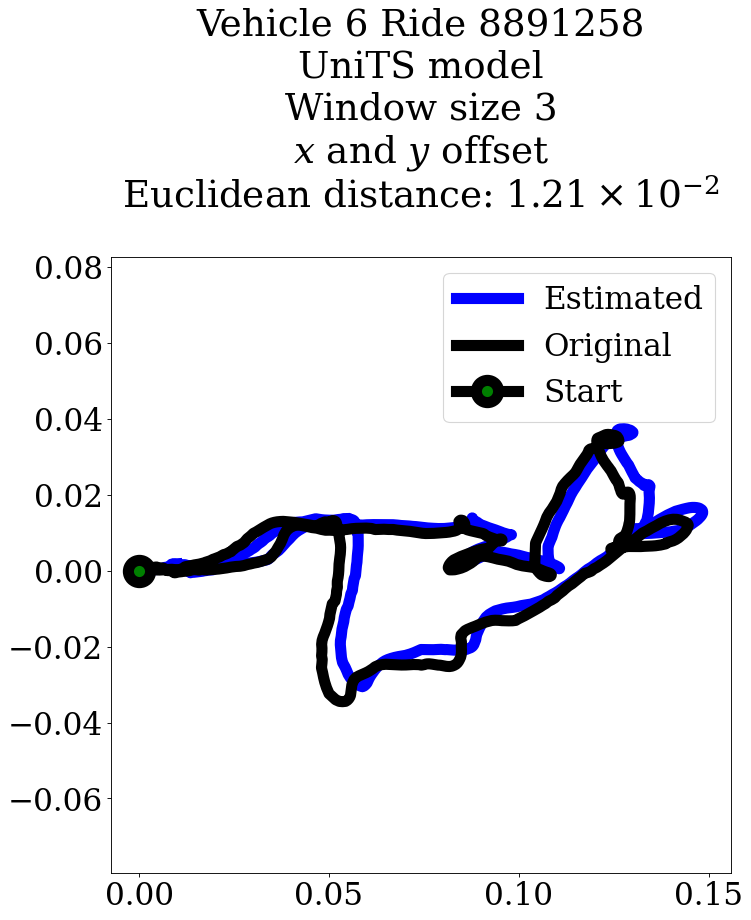 Vehicle 6 Ride 8891258
UniTS model
Window size 3
x and y offset
Euclidean distance: 1.21 × 10⁻²
Estimated
Original
Start
0.08
0.06
0.04
0.02
0.00
−0.02
−0.04
−0.06
0.00 0.05 0.10 0.15